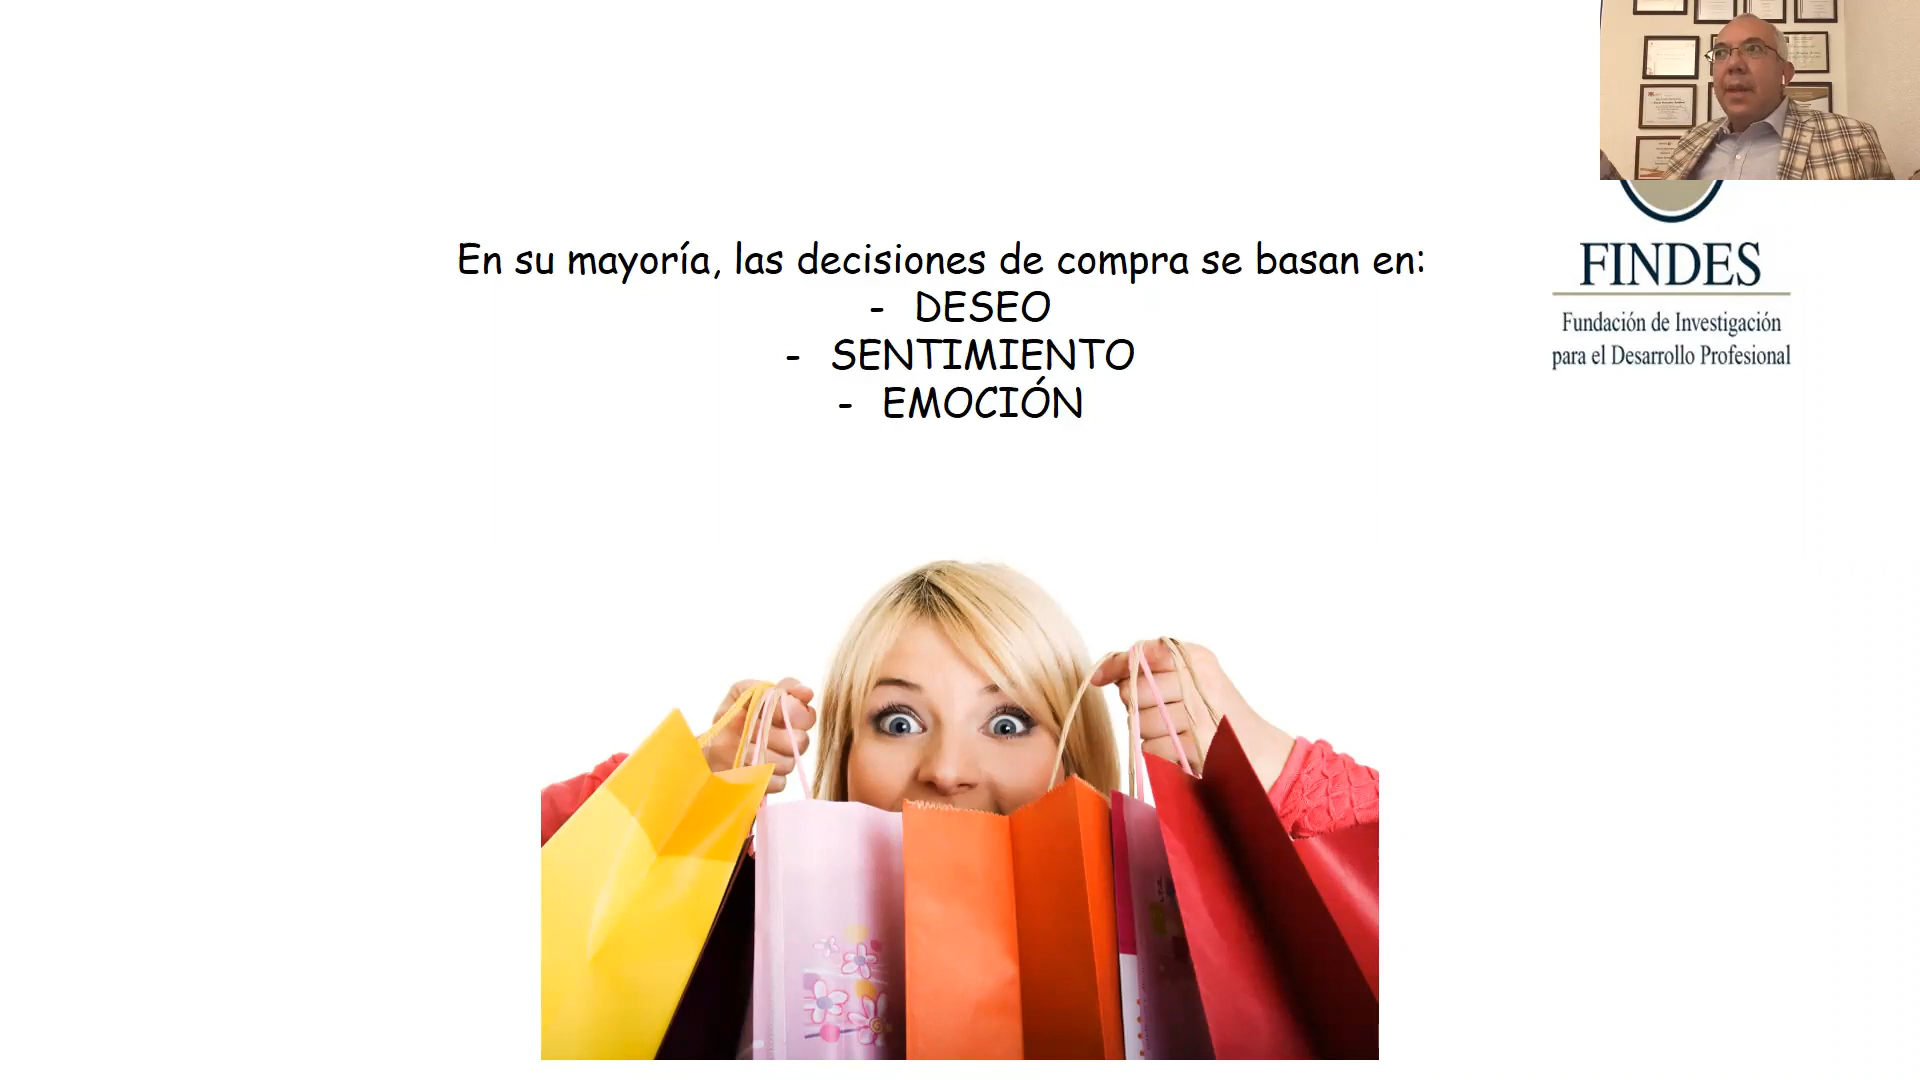 En su mayoría, las decisiones de compra se basan en:
- DESEO
- SENTIMIENTO
- EMOCIÓN
FINDES
Fundación de Investigación
para el Desarrollo Profesional